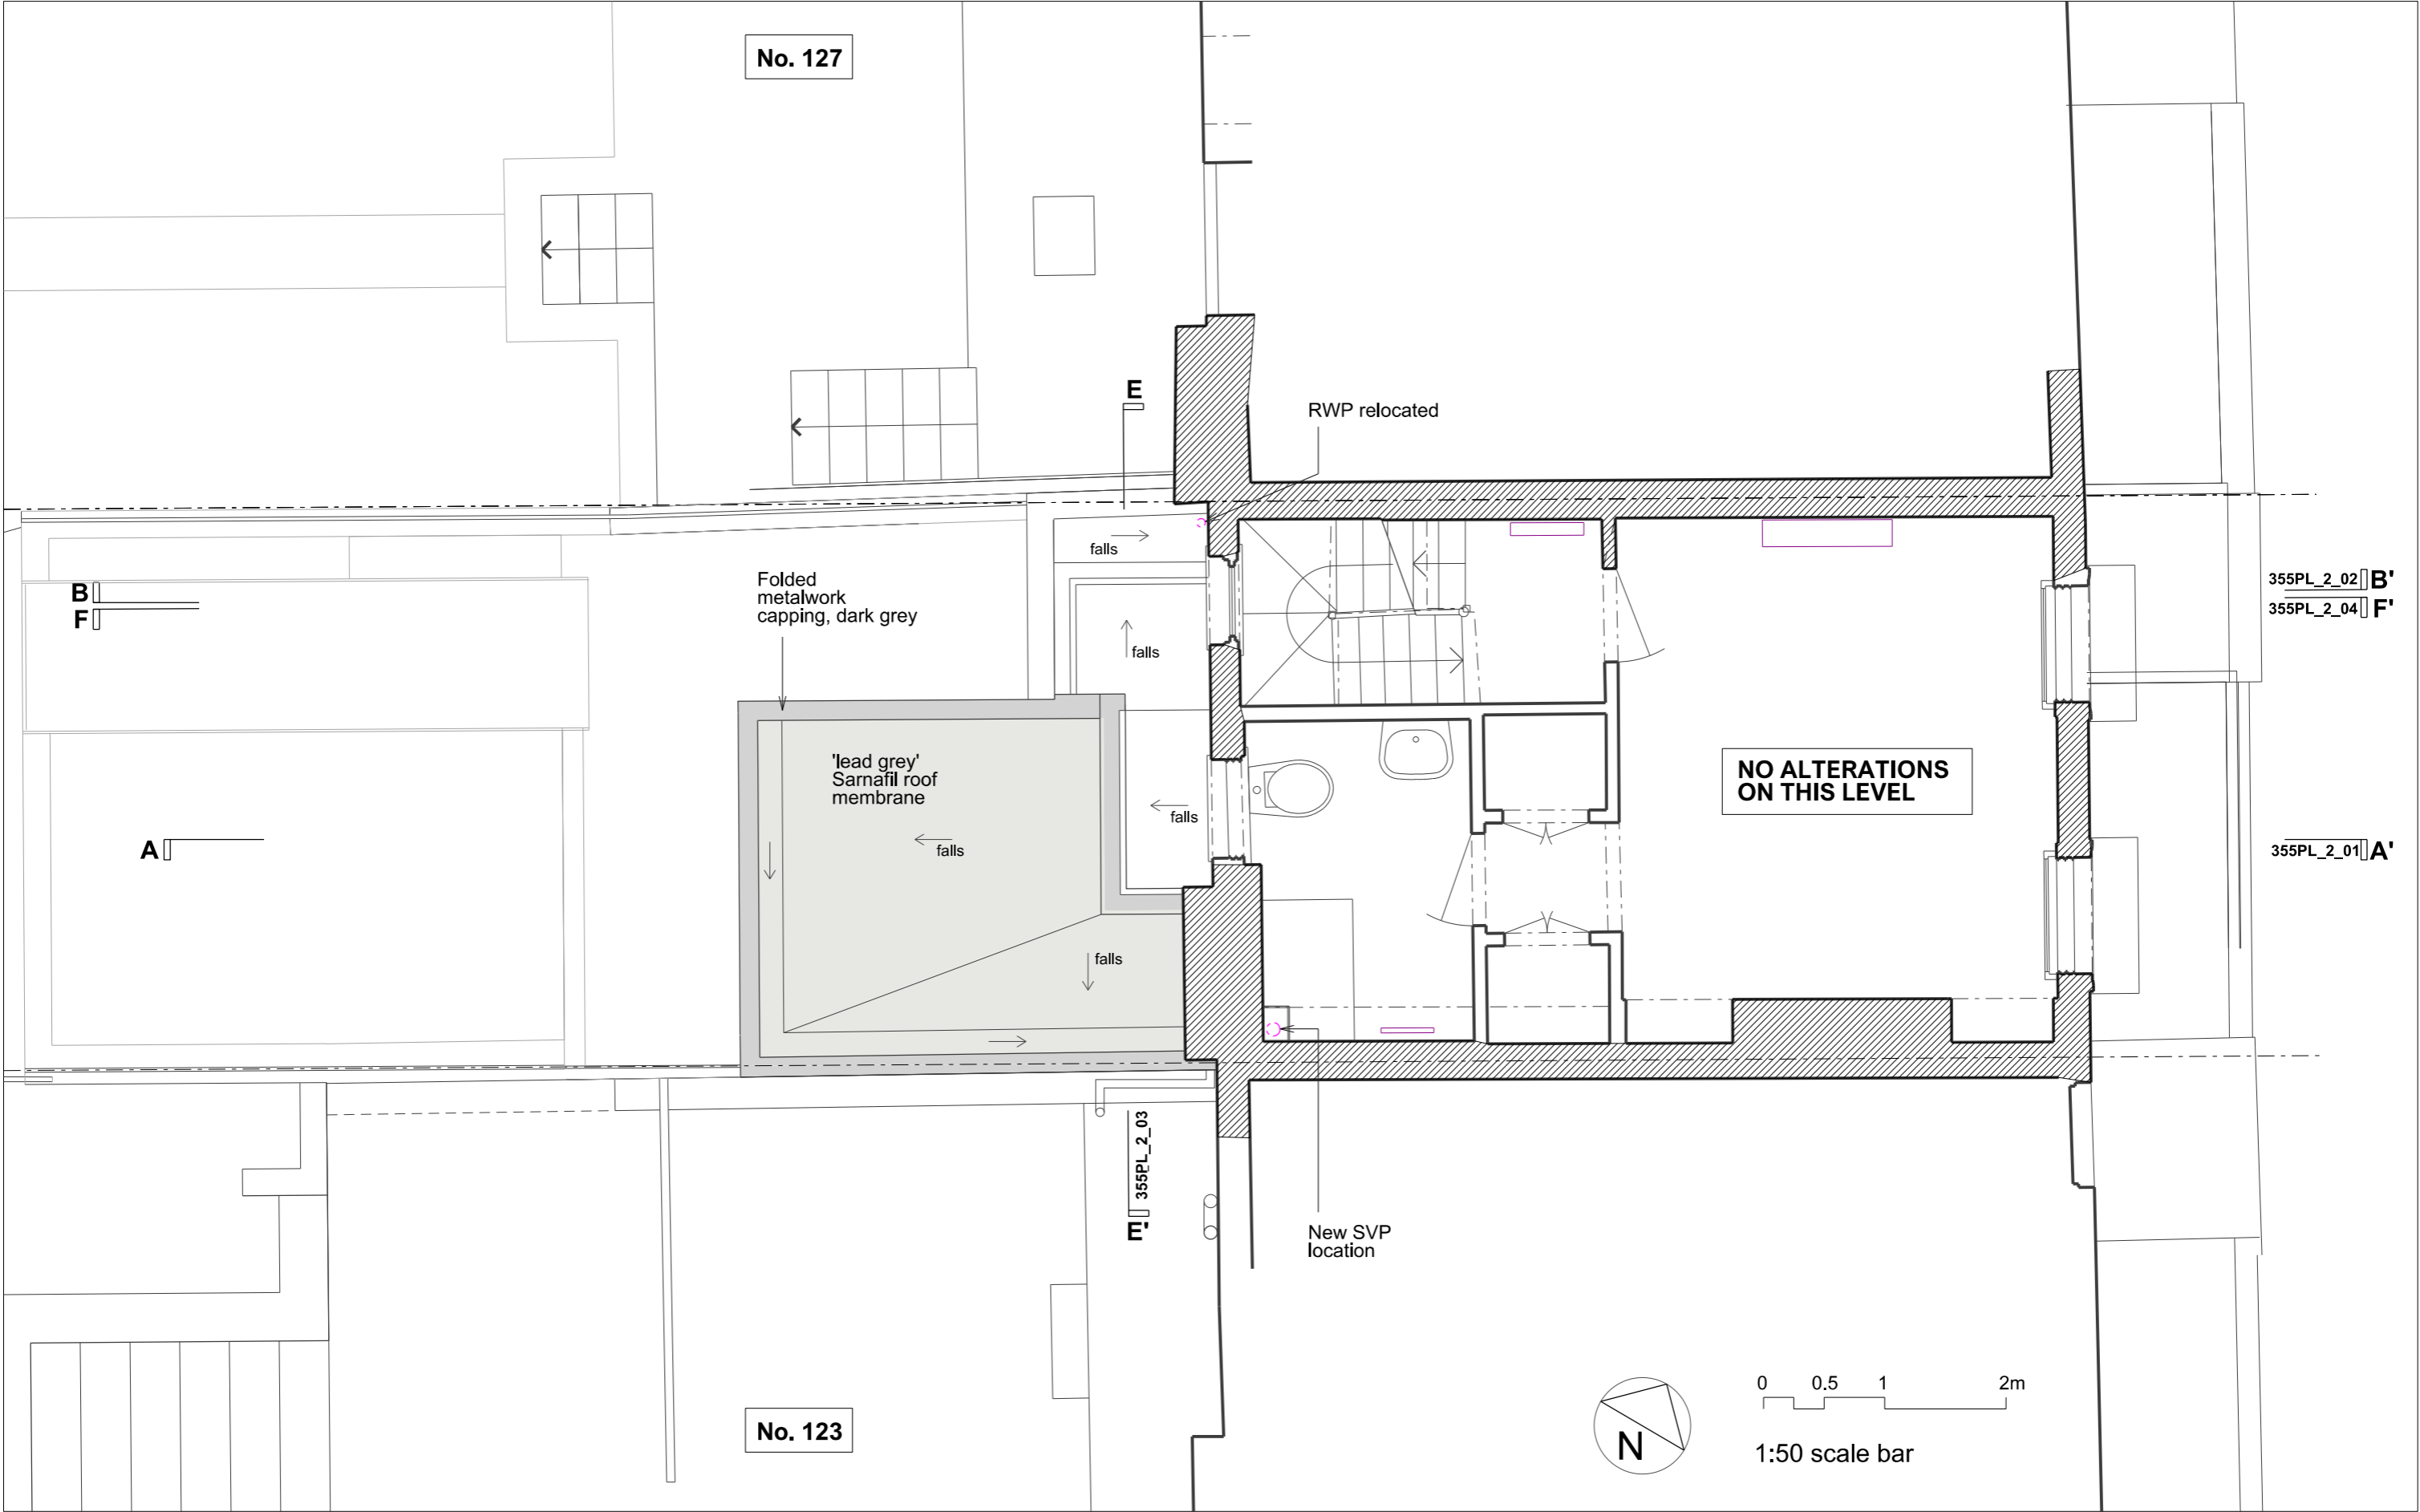 No. 127
E
RWP relocated
falls
Folded
metalwork
capping, dark grey
B
F
355PL_2_02 B'
355PL_2_04 F'
falls
'lead grey'
Sarnafil roof
membrane
NO ALTERATIONS
ON THIS LEVEL
falls
falls
A
355PL_2_01 A'
falls
355PL_2_03
E'
New SVP
location
No. 123
N
0 0.5 1 2m
1:50 scale bar